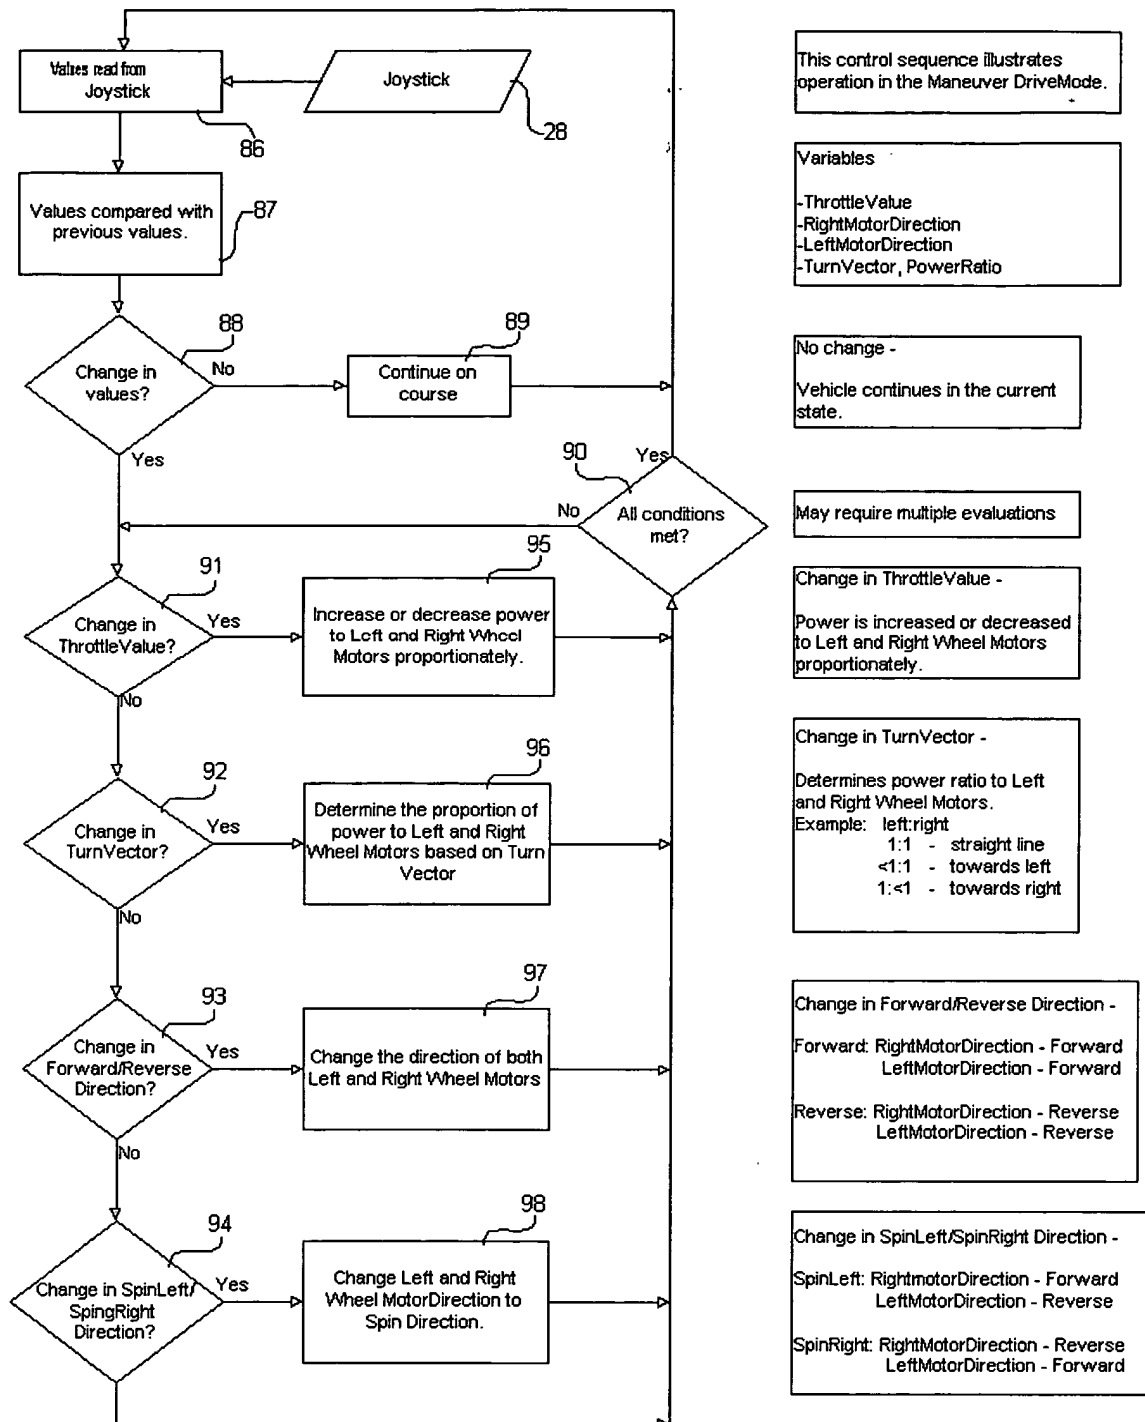 Values read from
Joystick
Joystick
86
28
Values compared with
previous values.
87
Change in
values?
88
No
Yes
Continue on
course
89
90
Yes
No
All conditions
met?
Change in
ThrottleValue?
91
Yes
No
Increase or decrease power
to Left and Right Wheel
Motors proportionately.
95
Change in
TurnVector?
92
Yes
No
Determine the proportion of
power to Left and Right
Wheel Motors based on Turn
Vector
96
Change in
Forward/Reverse
Direction?
93
Yes
No
Change the direction of both
Left and Right Wheel Motors
97
Change in SpinLeft/
SpingRight
Direction?
94
Yes
Change Left and Right
Wheel MotorDirection to
Spin Direction.
98
This control sequence illustrates
operation in the Maneuver DriveMode.
Variables
-ThrottleValue
-RightMotorDirection
-LeftMotorDirection
-TurnVector, PowerRatio
No change -
Vehicle continues in the current
state.
May require multiple evaluations
Change in ThrottleValue -
Power is increased or decreased
to Left and Right Wheel Motors
proportionately.
Change in TurnVector -
Determines power ratio to Left
and Right Wheel Motors.
Example: left:right
1:1 - straight line
<1:1 - towards left
1:<1 - towards right
Change in Forward/Reverse Direction -
Forward: RightMotorDirection - Forward
LeftMotorDirection - Forward
Reverse: RightMotorDirection - Reverse
LeftMotorDirection - Reverse
Change in SpinLeft/SpinRight Direction -
SpinLeft: RightmotorDirection - Forward
LeftMotorDirection - Reverse
SpinRight: RightMotorDirection - Reverse
LeftMotorDirection - Forward